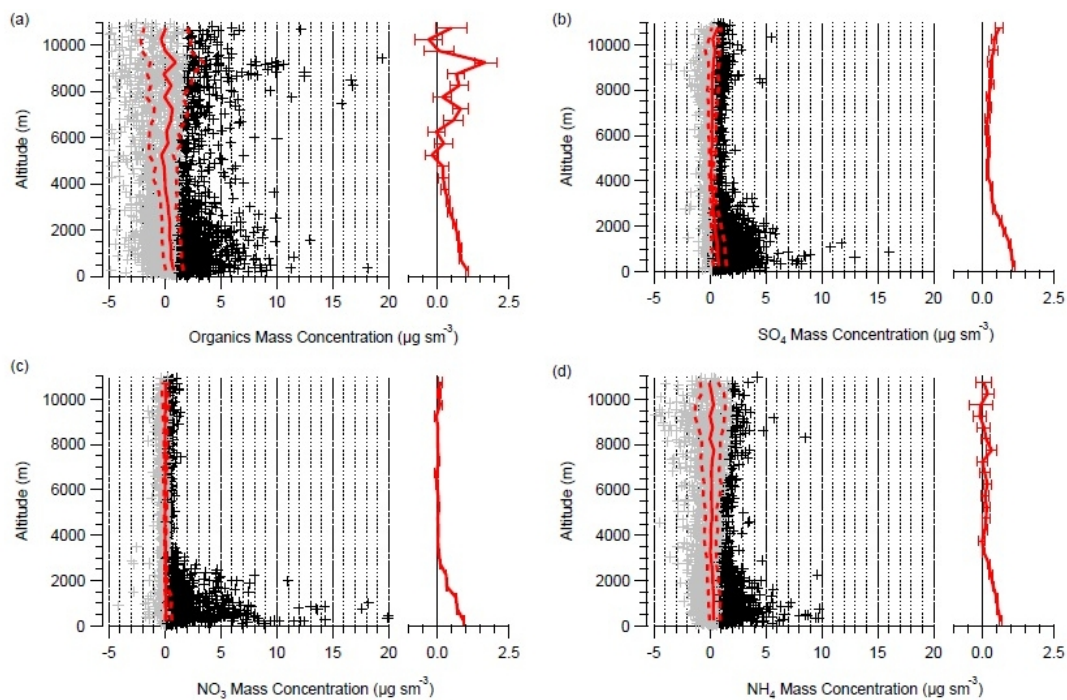 (a)
Altitude (m)
10000
8000
6000
4000
2000
0
-5 0 5 10 15 20 0.0 2.5
Organics Mass Concentration (µg sm⁻³)
(b)
Altitude (m)
10000
8000
6000
4000
2000
0
-5 0 5 10 15 20 0.0 2.5
SO₄ Mass Concentration (µg sm⁻³)
(c)
Altitude (m)
10000
8000
6000
4000
2000
0
-5 0 5 10 15 20 0.0 2.5
NO₃ Mass Concentration (µg sm⁻³)
(d)
Altitude (m)
10000
8000
6000
4000
2000
0
-5 0 5 10 15 20 0.0 2.5
NH₄ Mass Concentration (µg sm⁻³)